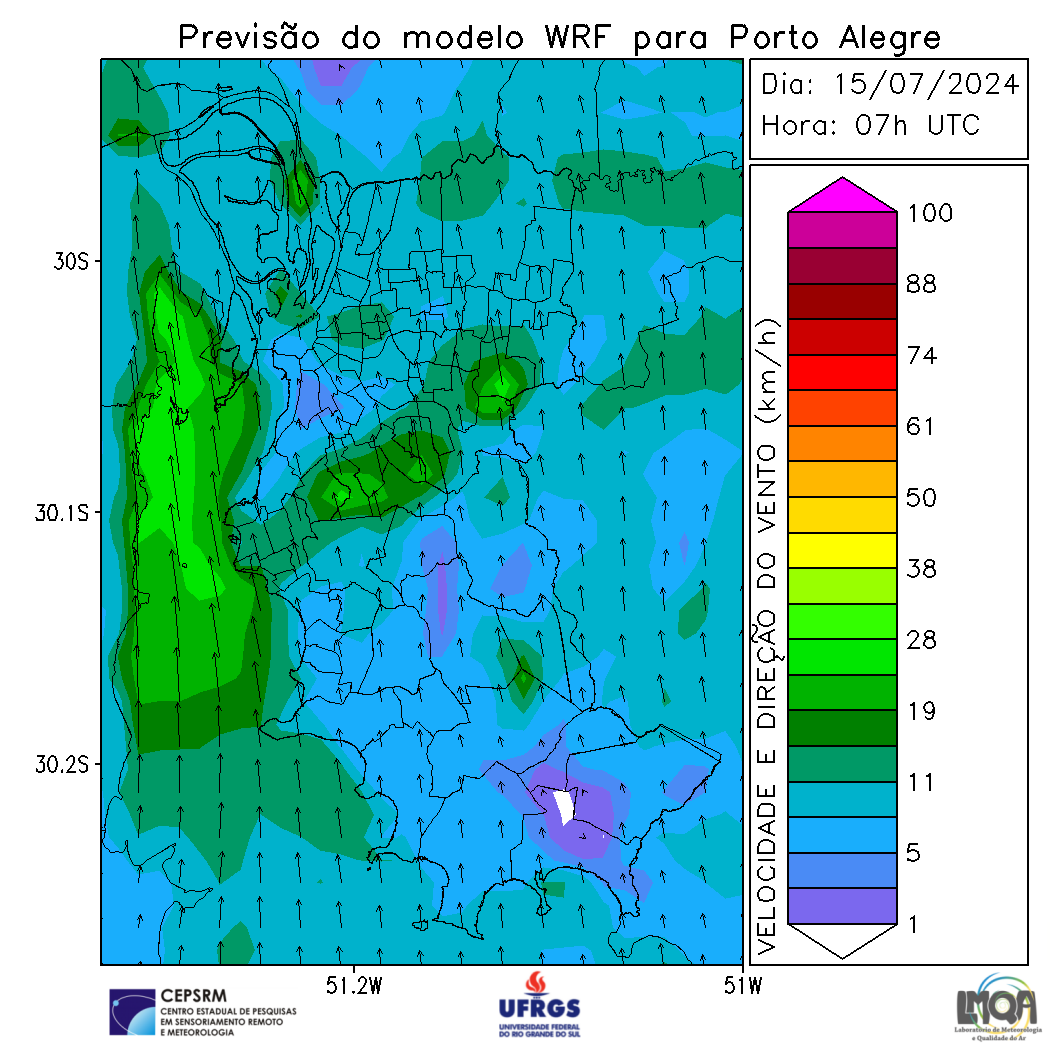 Previsão do modelo WRF para Porto Alegre
Dia: 15/07/2024
Hora: 07h UTC
30S
30.1S
30.2S
51.2W
51W
VELOCIDADE E DIREÇÃO DO VENTO (km/h)
100
88
74
61
50
38
28
19
11
5
1
CEPSRM
CENTRO ESTADUAL DE PESQUISAS
EM SENSORIAMENTO REMOTO
E METEOROLOGIA
UFRGS
UNIVERSIDADE FEDERAL
DO RIO GRANDE DO SUL
LMQA
Laboratório de Meteorologia
e Qualidade do Ar